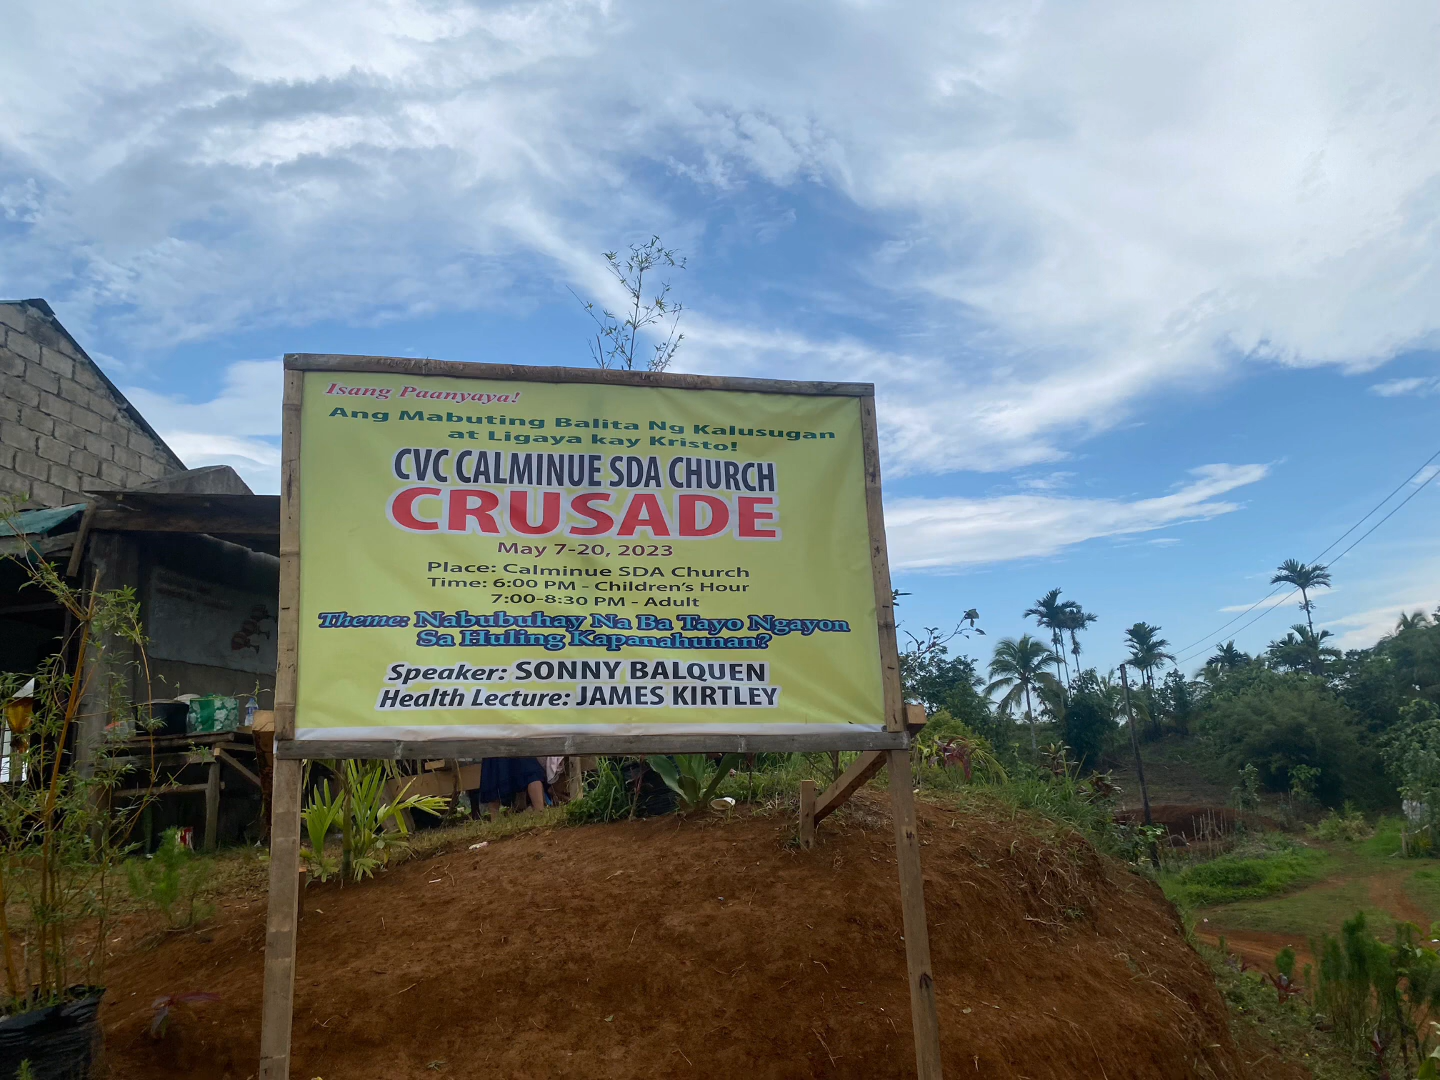 Isang Paanyaya!
Ang Mabuting Balita Ng Kalusugan
at Ligaya kay Kristo!
CVC CALMINUE SDA CHURCH
CRUSADE
May 7-20, 2023
Place: Calminue SDA Church
Time: 6:00 PM - Children's Hour
7:00-8:30 PM - Adult
Theme: Nabubuhay Na Ba Tayo Ngayon
Sa Huling Kapanahunan?
Speaker: SONNY BALQUEN
Health Lecture: JAMES KIRTLEY